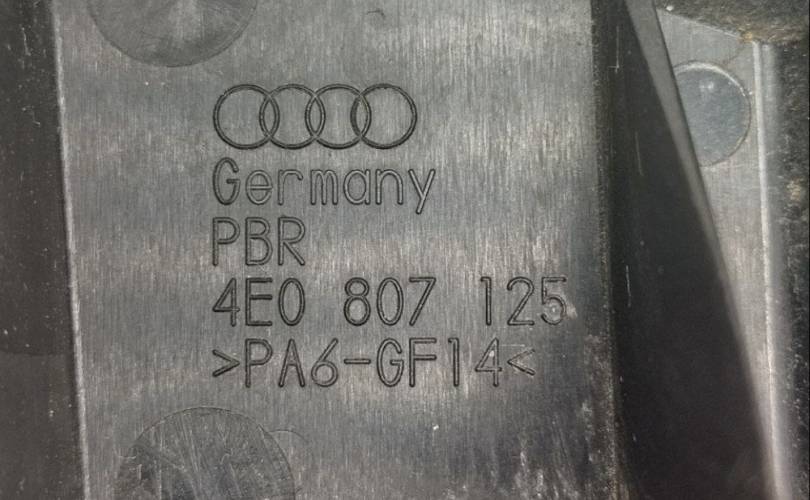 Germany
PBR
4E0 807 125
>PA6-GF14<